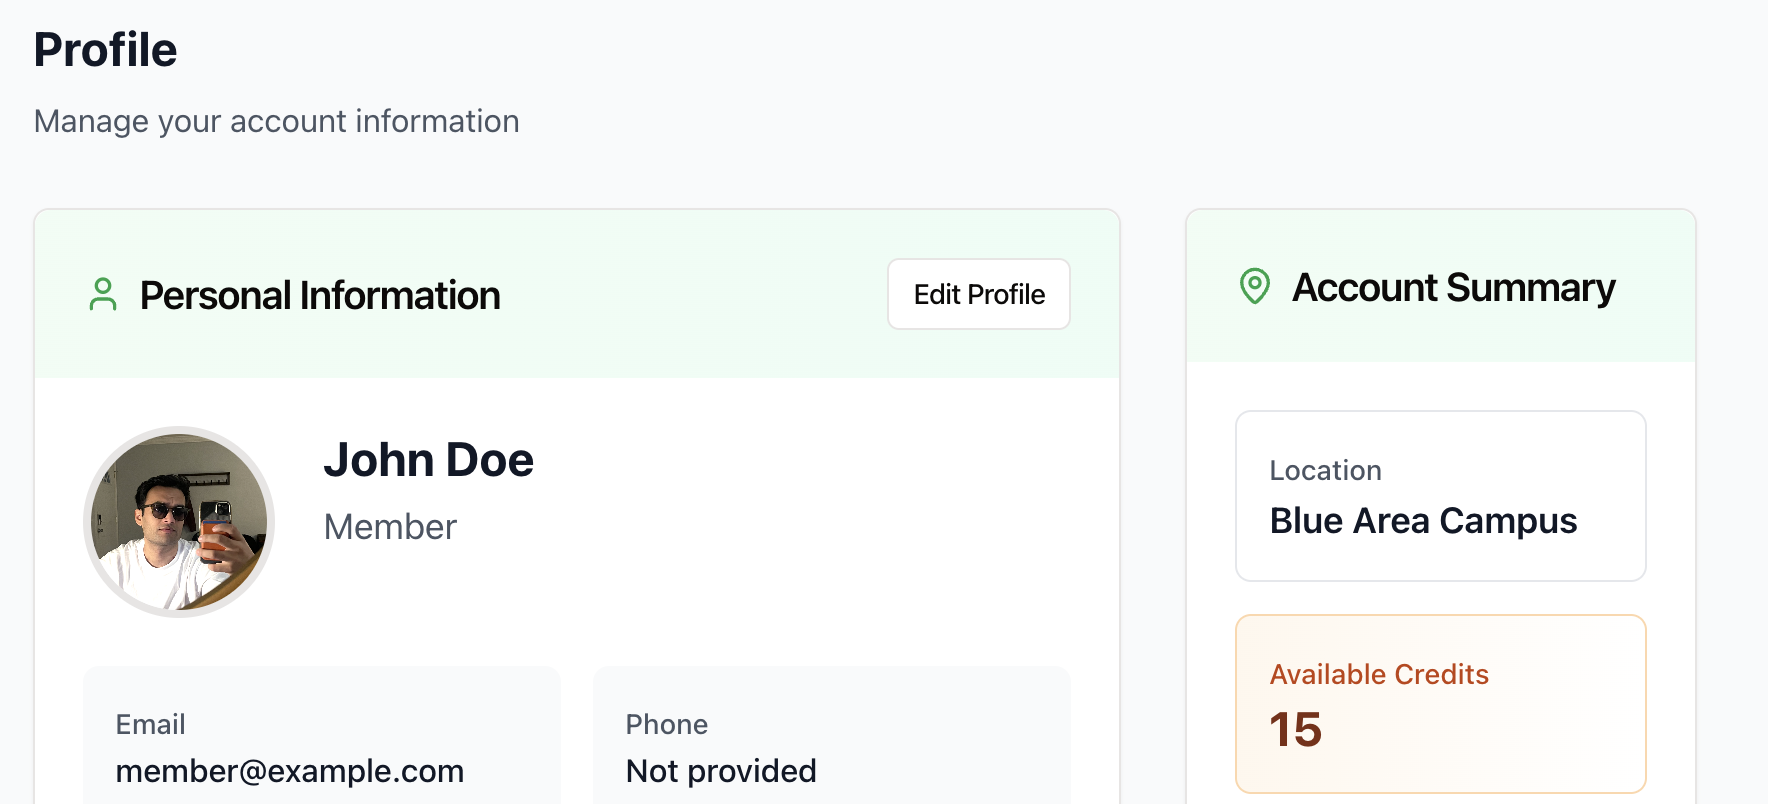 Profile
Manage your account information
Personal Information
Edit Profile
John Doe
Member
Email
member@example.com
Phone
Not provided
Account Summary
Location
Blue Area Campus
Available Credits
15